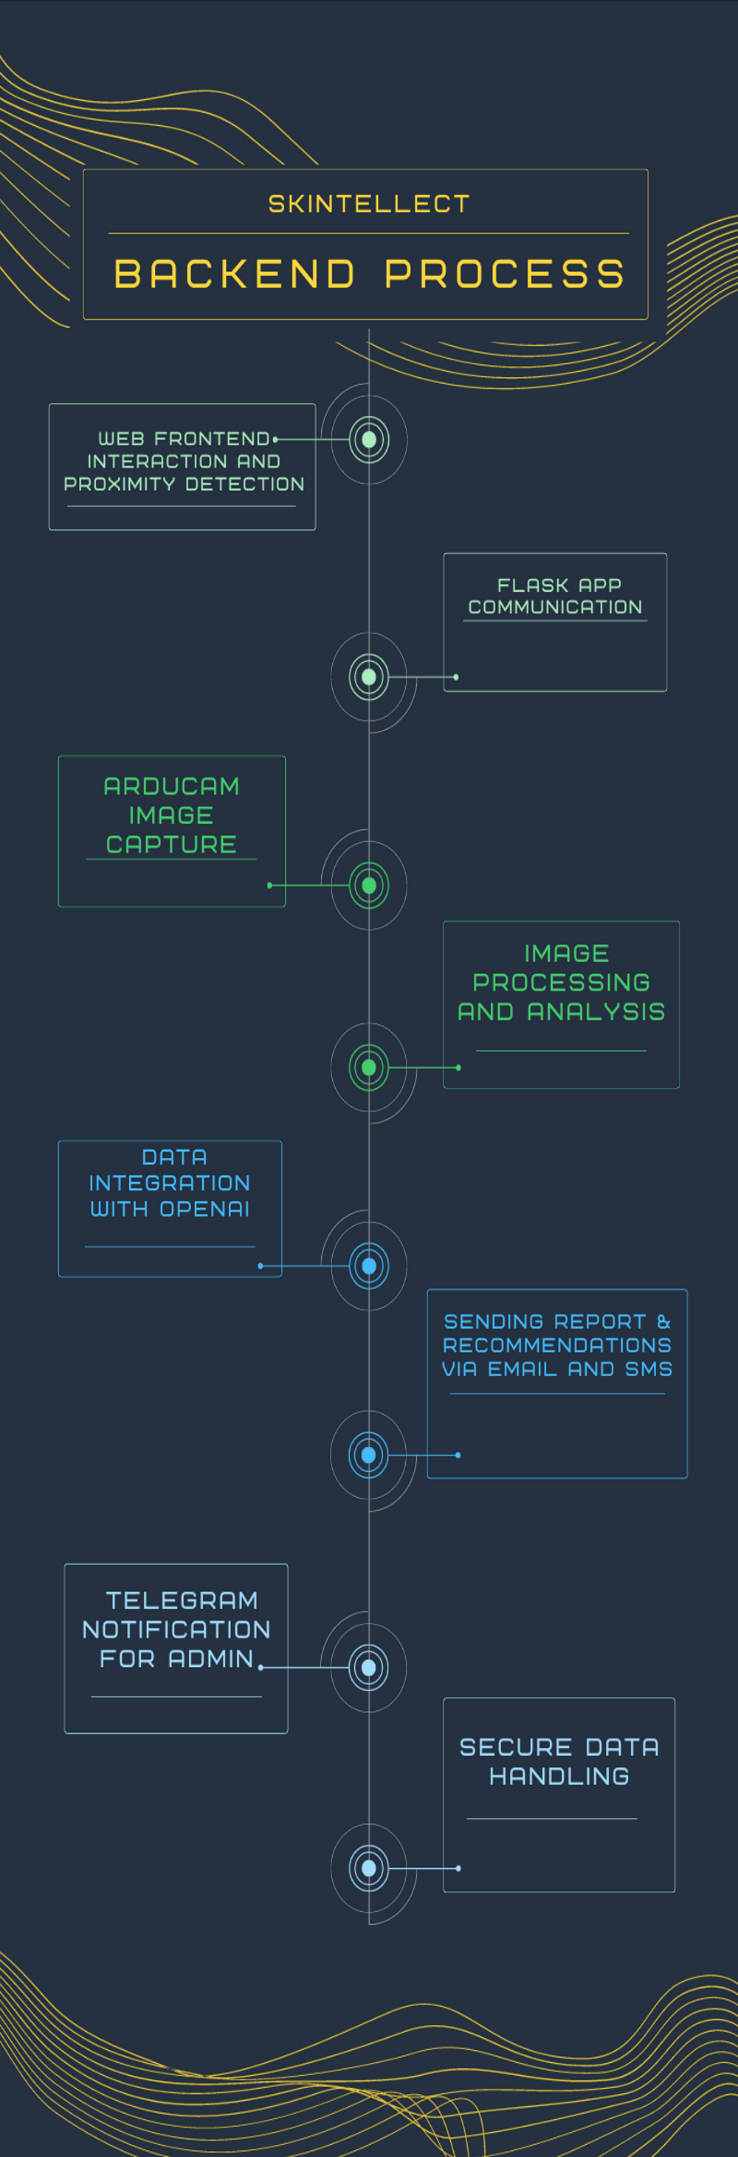 SKINTELLECT
BACKEND PROCESS
WEB FRONTEND
INTERACTION AND
PROXIMITY DETECTION
FLASK APP
COMMUNICATION
ARDUCAM
IMAGE
CAPTURE
IMAGE
PROCESSING
AND ANALYSIS
DATA
INTEGRATION
WITH OPENAI
SENDING REPORT &
RECOMMENDATIONS
VIA EMAIL AND SMS
TELEGRAM
NOTIFICATION
FOR ADMIN
SECURE DATA
HANDLING